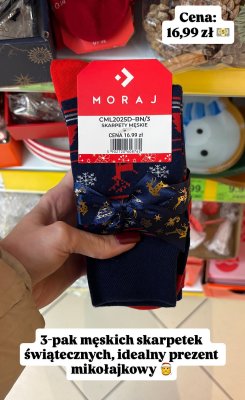 Cena:
16,99 zł 💵
MORAJ
CML202SD-BN/3
SKARPETY MĘSKIE
CENA 16.99 zł
3-pak męskich skarpetek
świątecznych, idealny prezent
mikołajkowy 🎅